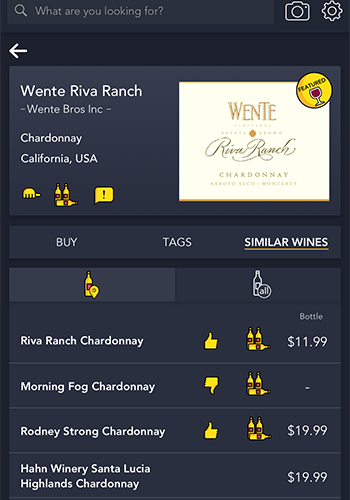 What are you looking for?
Wente Riva Ranch
-Wente Bros Inc -
Chardonnay
California, USA
FEATURED
WENTE
VINEYARDS
ESTATE GROWN
Riva Ranch
CHARDONNAY
ARROYO SECO • MONTEREY
!
BUY
TAGS
SIMILAR WINES
all
Bottle
Riva Ranch Chardonnay
$11.99
Morning Fog Chardonnay
-
Rodney Strong Chardonnay
$19.99
Hahn Winery Santa Lucia
Highlands Chardonnay
$19.99